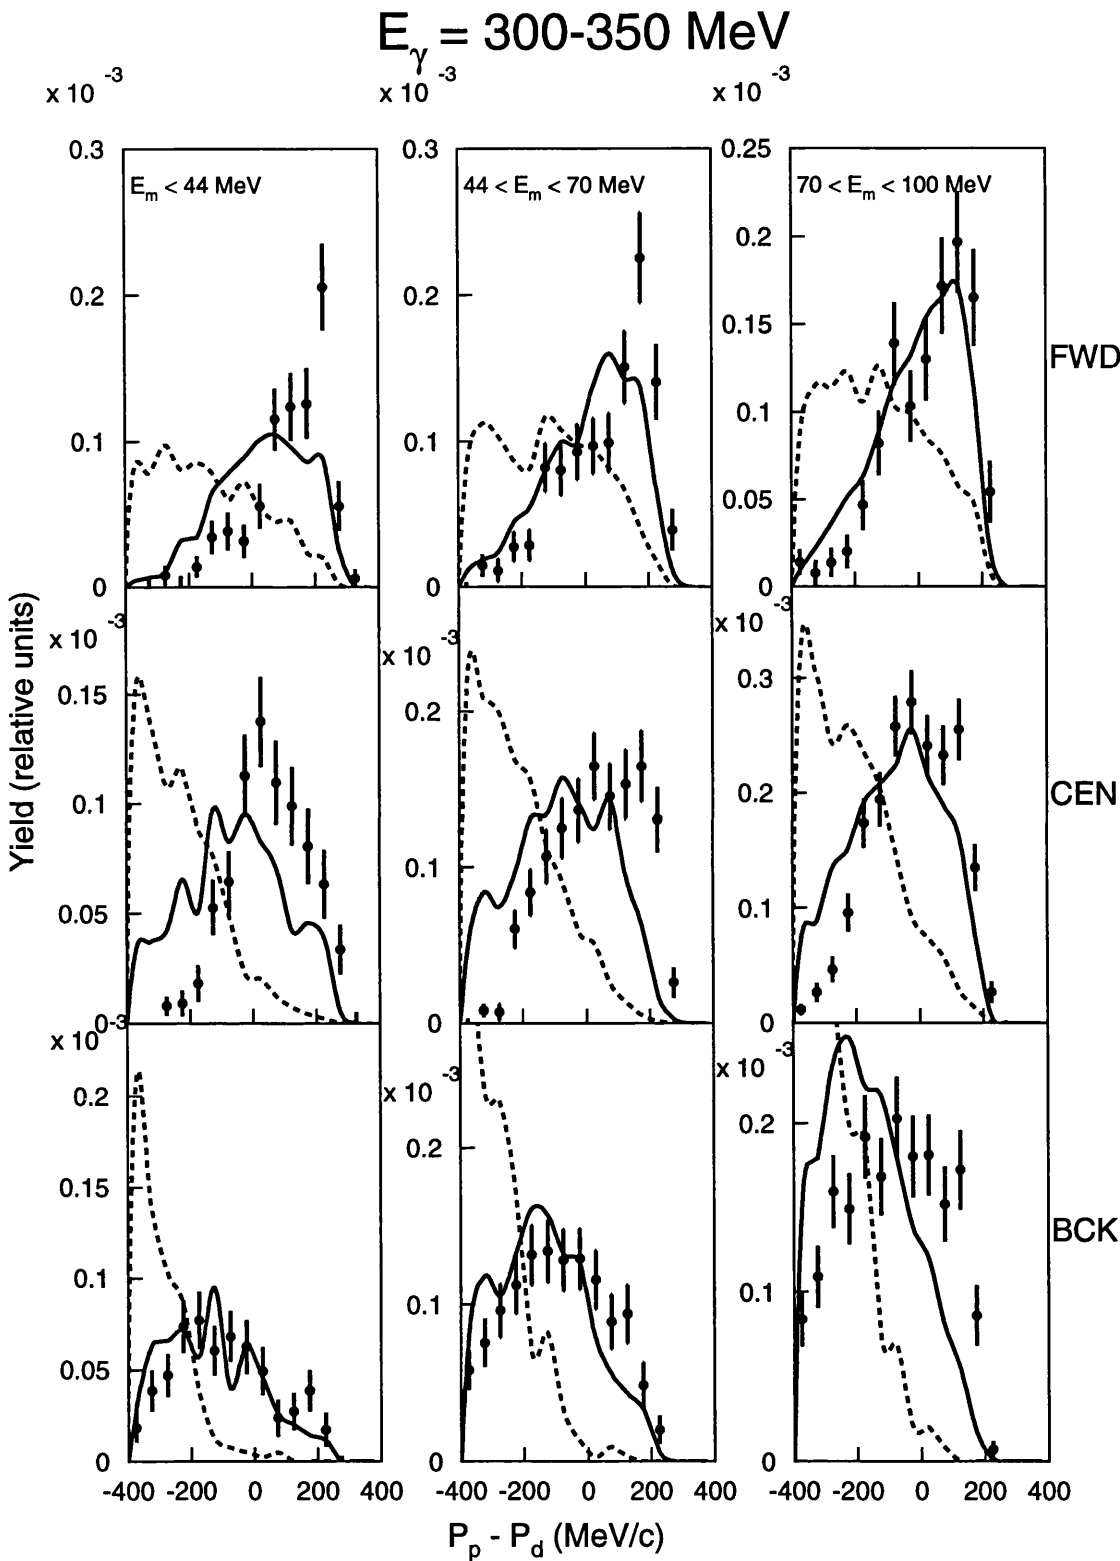 E_γ = 300-350 MeV
x 10 -3
x 10 -3
x 10 -3
0.3
0.3
0.25
E_m < 44 MeV
44 < E_m < 70 MeV
70 < E_m < 100 MeV
0.2
0.2
0.2
0.15
FWD
0.1
0.1
0.1
0.05
0
0
0
Yield (relative units)
x 10 -3
x 10 -3
x 10 -3
0.15
0.2
0.3
0.1
0.2
CEN
0.1
0.05
0.1
0
0
0
x 10 -3
x 10 -3
x 10 -3
0.2
0.2
0.2
0.15
BCK
0.1
0.1
0.1
0.05
0
0
0
-400 -200 0 200 400
-400 -200 0 200 400
-400 -200 0 200 400
P_p - P_d (MeV/c)